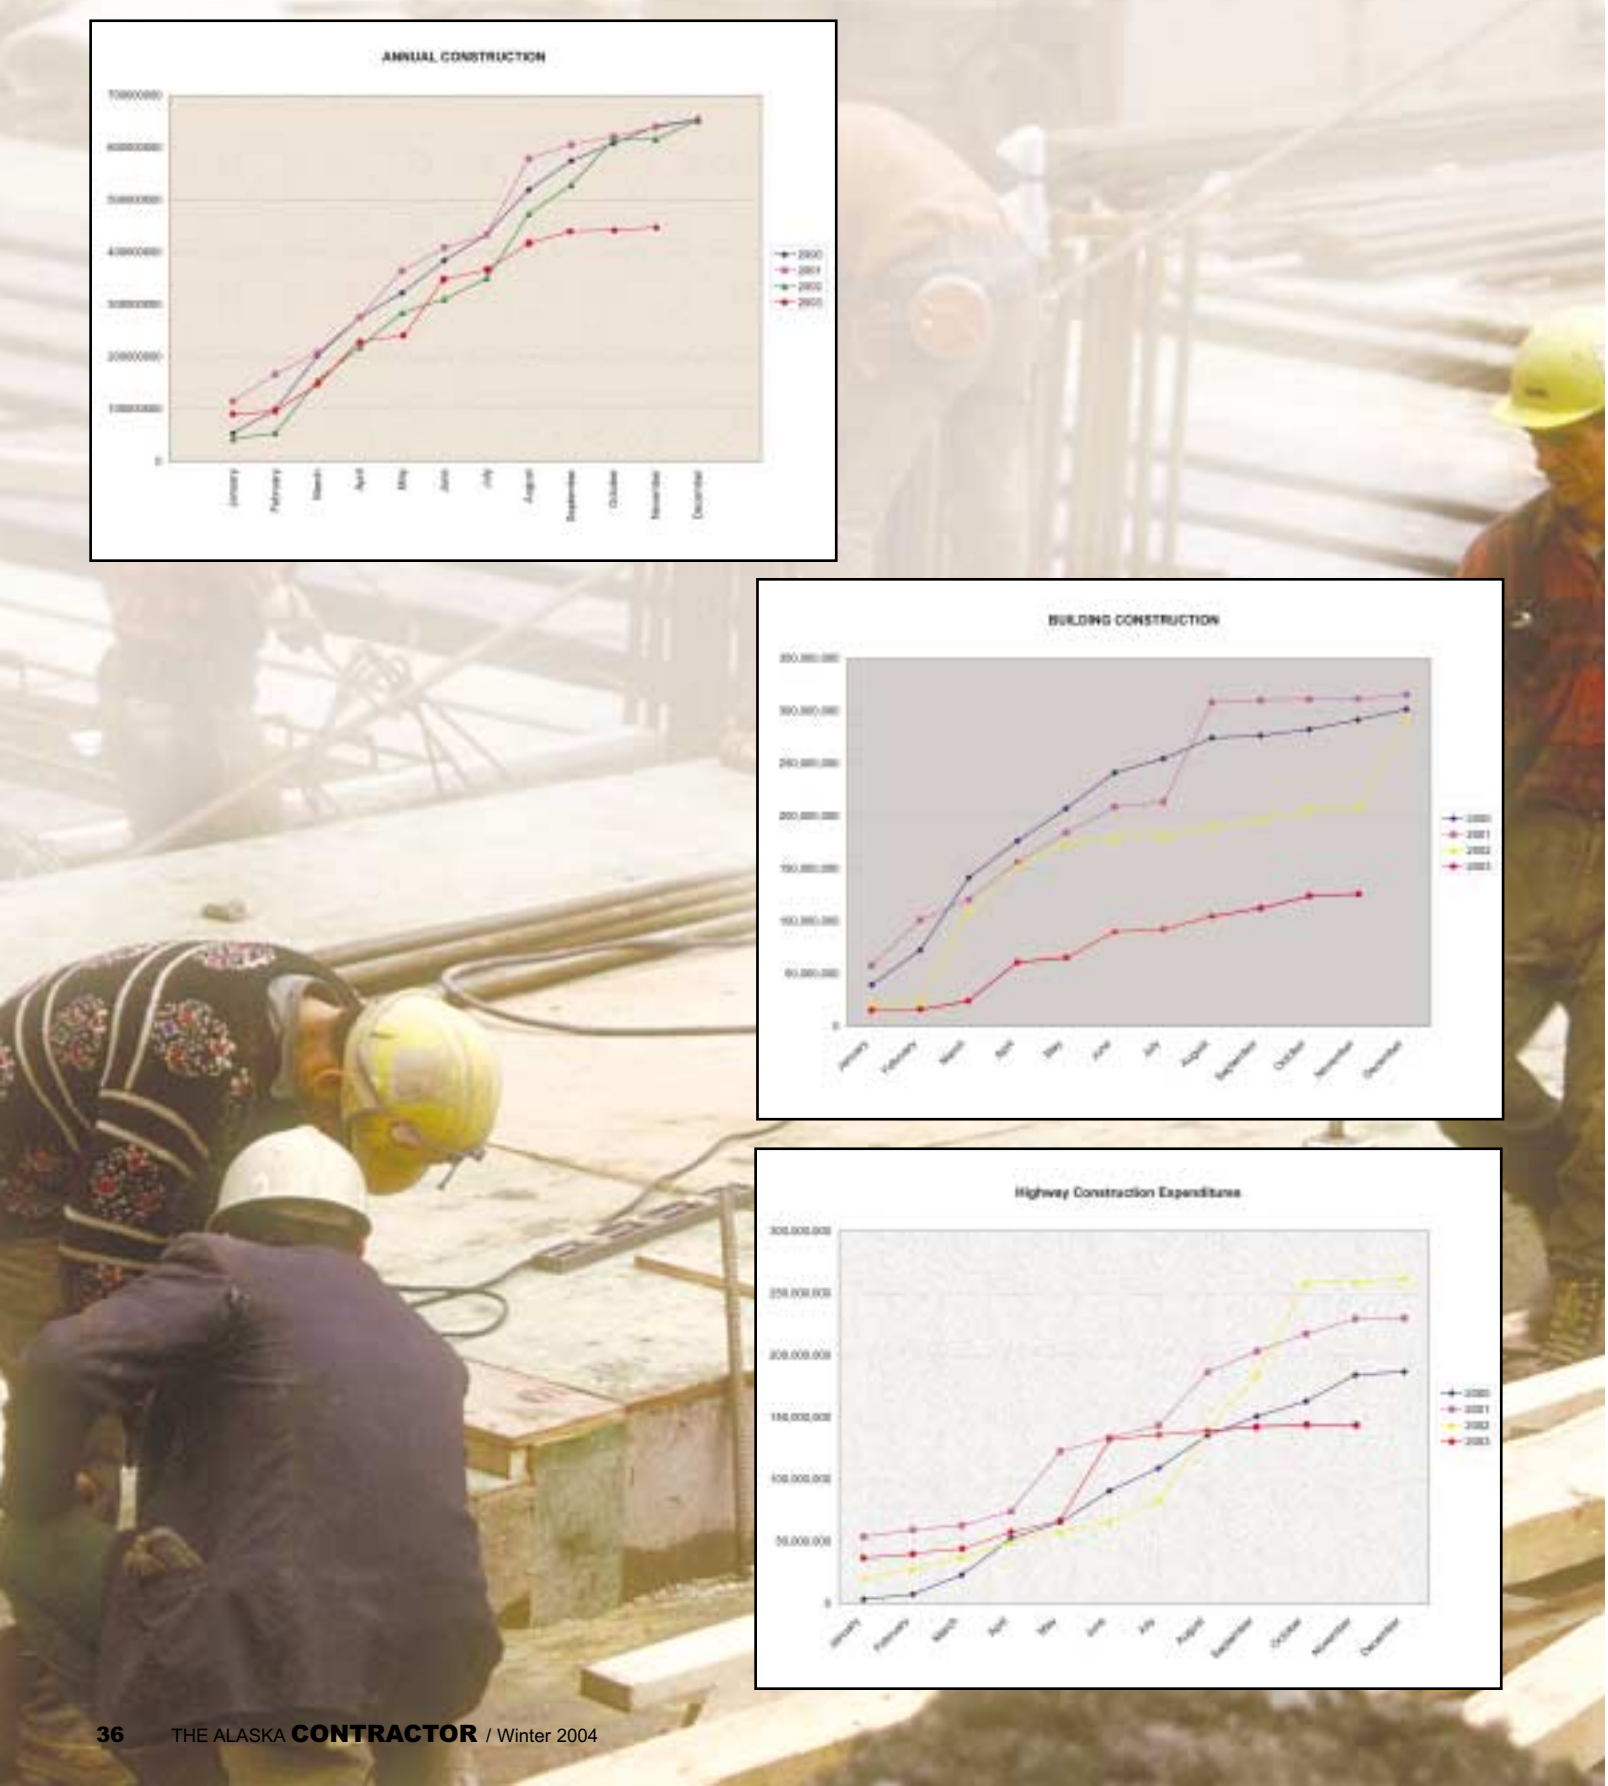 ANNUAL CONSTRUCTION
700000000
600000000
500000000
400000000
300000000
200000000
100000000
0
January
February
March
April
May
June
July
August
September
October
November
December
2000
2001
2002
2003
BUILDING CONSTRUCTION
350,000,000
300,000,000
250,000,000
200,000,000
150,000,000
100,000,000
50,000,000
0
January
February
March
April
May
June
July
August
September
October
November
December
2000
2001
2002
2003
Highway Construction Expenditures
300,000,000
250,000,000
200,000,000
150,000,000
100,000,000
50,000,000
0
January
February
March
April
May
June
July
August
September
October
November
December
2000
2001
2002
2003
36 THE ALASKA CONTRACTOR / Winter 2004